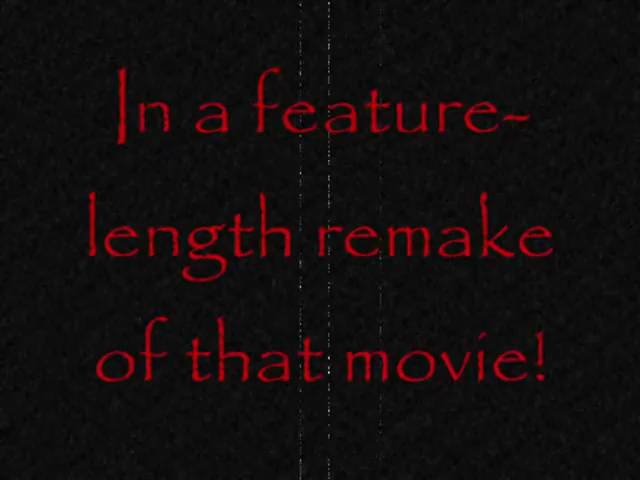 In a feature-
length remake
of that movie!